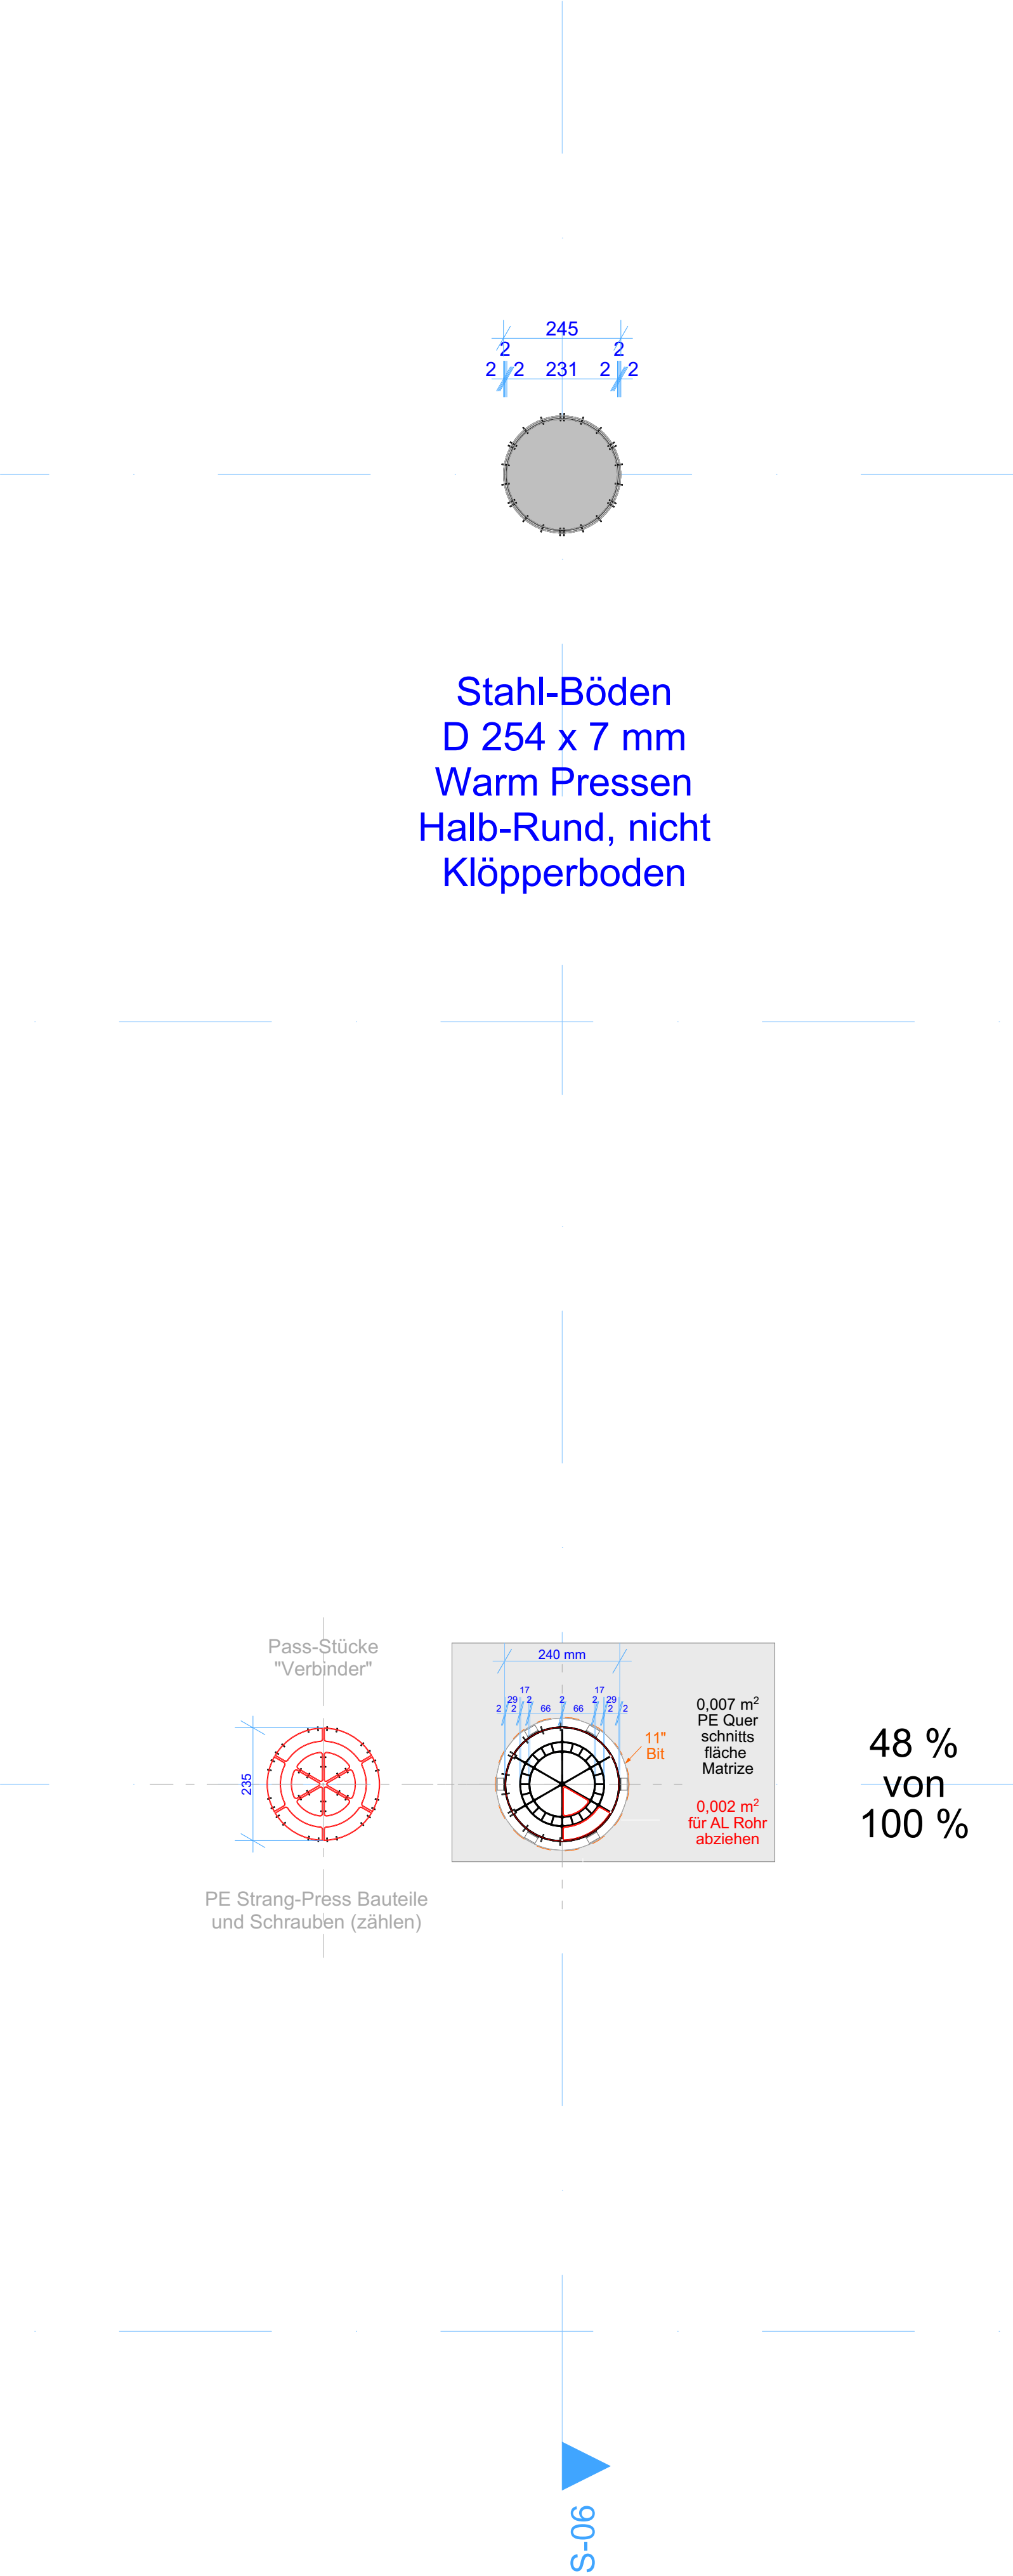 245
2 2
2 2 231 2 2
Stahl-Böden
D 254 x 7 mm
Warm Pressen
Halb-Rund, nicht
Klöpperboden
Pass-Stücke
"Verbinder"
235
PE Strang-Press Bauteile
und Schrauben (zählen)
240 mm
17 17
29 2 2 2 29
2 2 66 66 2 2
11"
Bit
0,007 m²
PE Quer
schnitts
fläche
Matrize
0,002 m²
für AL Rohr
abziehen
48 %
von
100 %
S-06